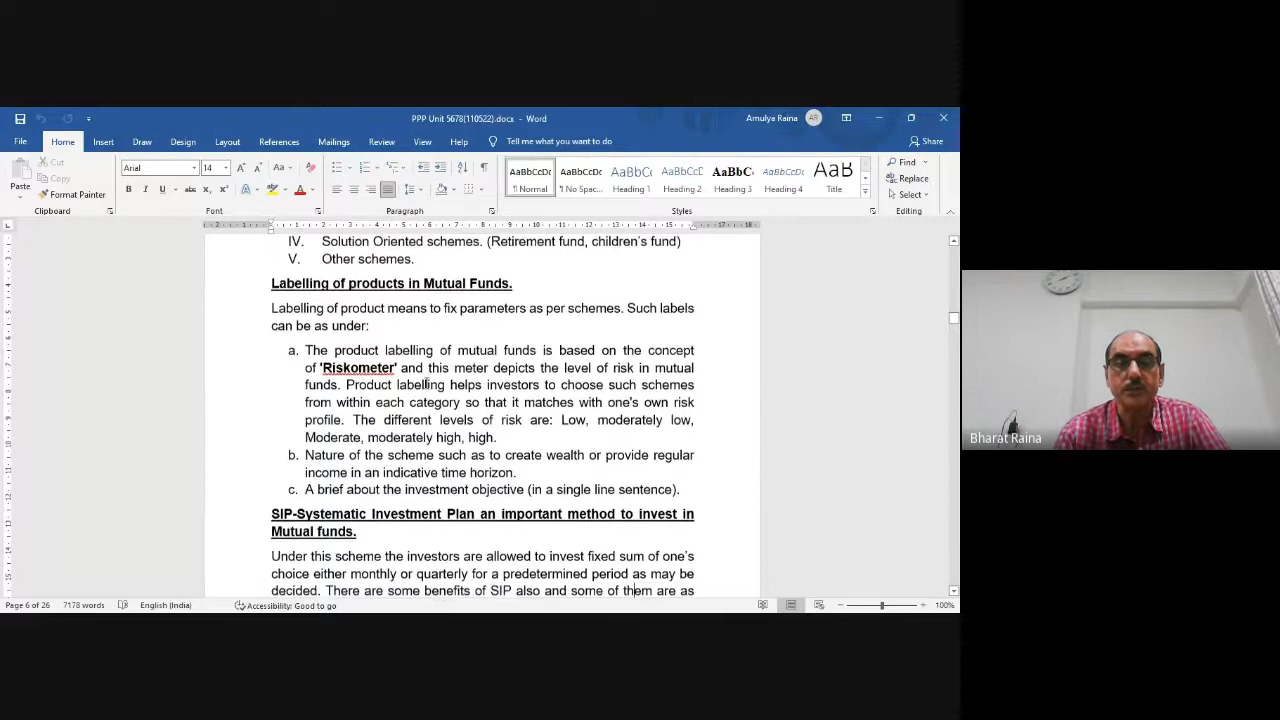 PPP Unit 5678(110522).docx - Word
Amulya Raina AR
File Home Insert Draw Design Layout References Mailings Review View Help Tell me what you want to do Share
Paste
Cut
Copy
Format Painter
Clipboard
Arial 14
Font
Paragraph
AaBbCcDc AaBbCcDc AaBbC( AaBbCcD AaBbC. AaBbCcD( AaB
¶ Normal ¶ No Spac... Heading 1 Heading 2 Heading 3 Heading 4 Title
Styles
Find
Replace
Select
Editing
IV. Solution Oriented schemes. (Retirement fund, children's fund)
V. Other schemes.
Labelling of products in Mutual Funds.
Labelling of product means to fix parameters as per schemes. Such labels
can be as under:
a. The product labelling of mutual funds is based on the concept
of 'Riskometer' and this meter depicts the level of risk in mutual
funds. Product labelling helps investors to choose such schemes
from within each category so that it matches with one's own risk
profile. The different levels of risk are: Low, moderately low,
Moderate, moderately high, high.
b. Nature of the scheme such as to create wealth or provide regular
income in an indicative time horizon.
c. A brief about the investment objective (in a single line sentence).
SIP-Systematic Investment Plan an important method to invest in
Mutual funds.
Under this scheme the investors are allowed to invest fixed sum of one's
choice either monthly or quarterly for a predetermined period as may be
decided. There are some benefits of SIP also and some of them are as
Page 6 of 26 7178 words English (India) Accessibility: Good to go 100%
Bharat Raina